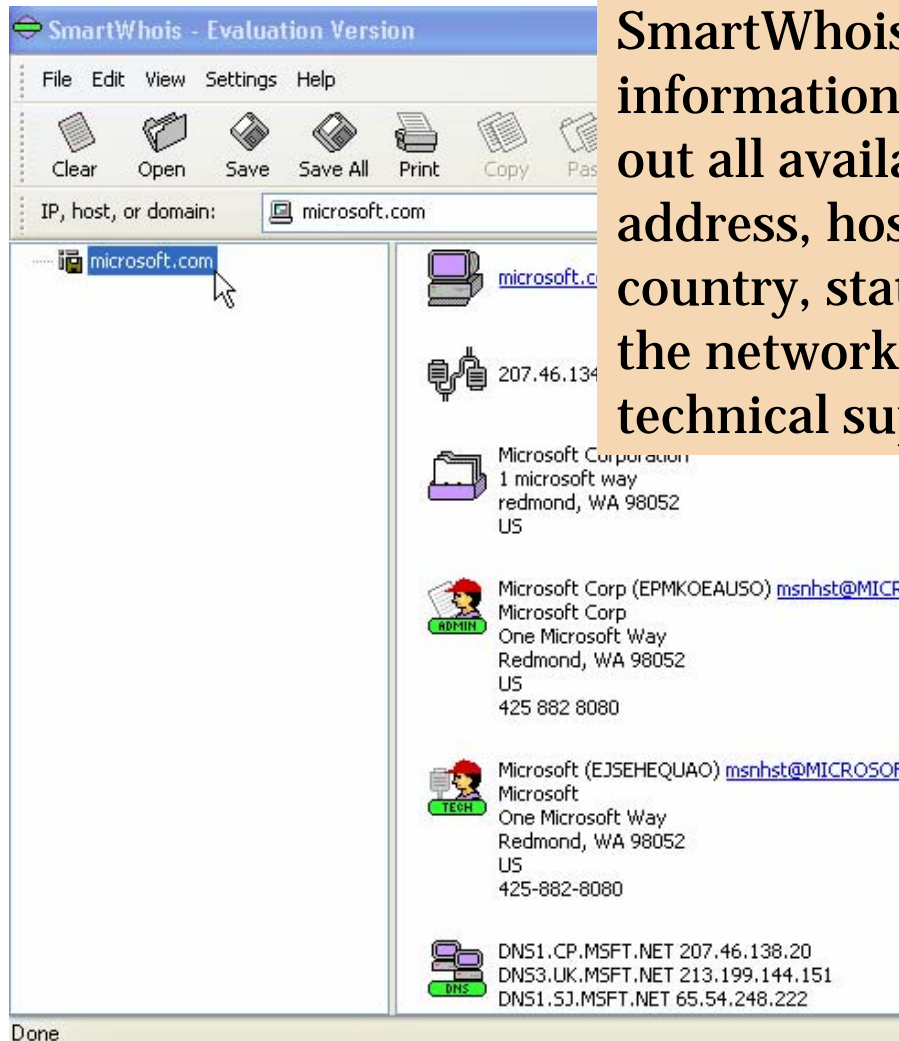 SmartWhois - Evaluation Version
SmartWhois
information
out all availa
address, hos
country, stat
the network
technical su
File Edit View Settings Help
Clear Open Save Save All Print Copy Pas
IP, host, or domain: microsoft.com
microsoft.com
microsoft.c
207.46.134
Microsoft Corporation
1 microsoft way
redmond, WA 98052
US
Microsoft Corp (EPMKOEAUSO) msnhst@MICR
Microsoft Corp
One Microsoft Way
Redmond, WA 98052
US
425 882 8080
ADMIN
Microsoft (EJSEHEQUAO) msnhst@MICROSOF
Microsoft
One Microsoft Way
Redmond, WA 98052
US
425-882-8080
TECH
DNS1.CP.MSFT.NET 207.46.138.20
DNS3.UK.MSFT.NET 213.199.144.151
DNS1.SJ.MSFT.NET 65.54.248.222
DNS
Done